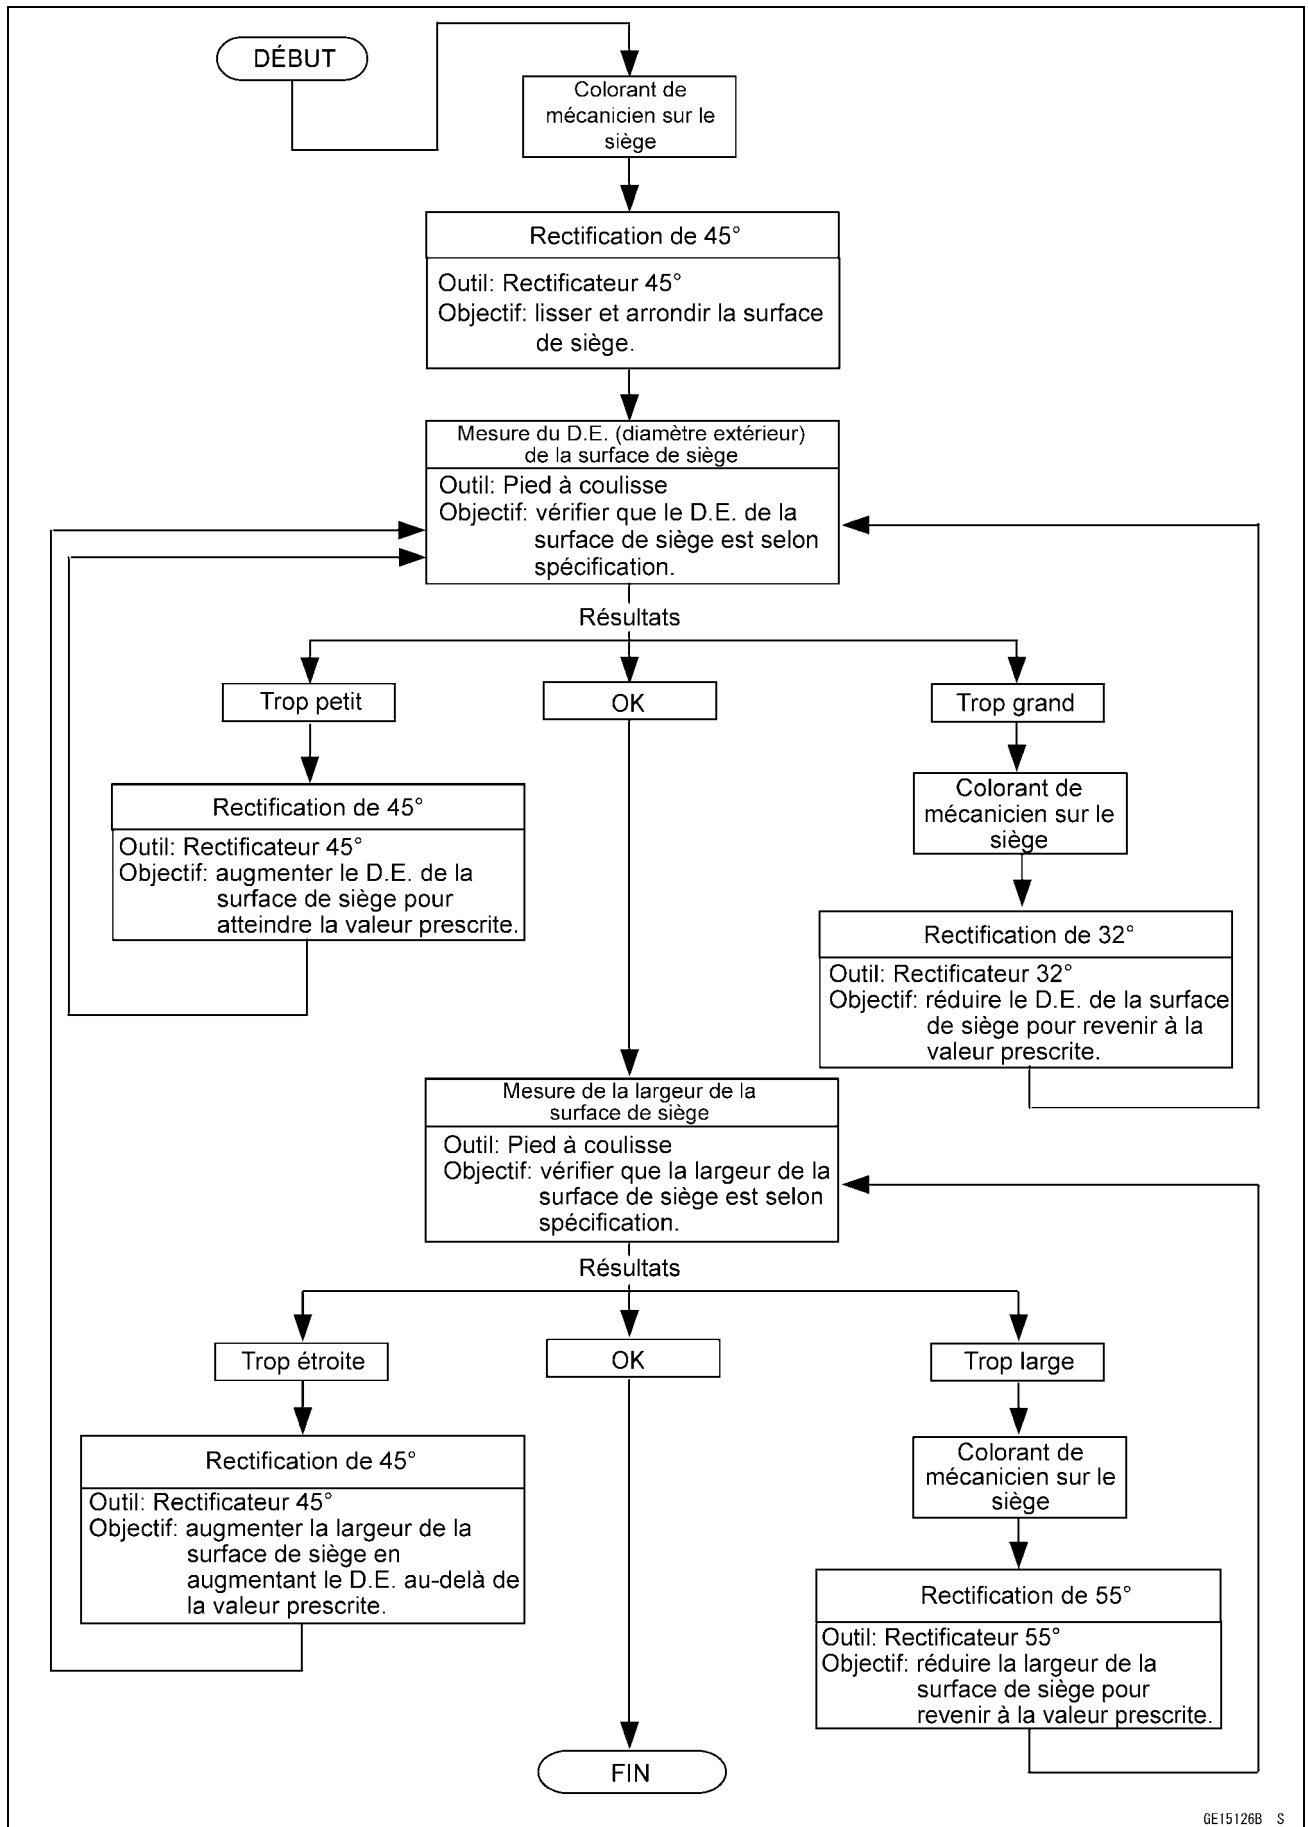 DÉBUT
Colorant de
mécanicien sur le
siège
Rectification de 45°
Outil: Rectificateur 45°
Objectif: lisser et arrondir la surface
de siège.
Mesure du D.E. (diamètre extérieur)
de la surface de siège
Outil: Pied à coulisse
Objectif: vérifier que le D.E. de la
surface de siège est selon
spécification.
Résultats
Trop petit
OK
Trop grand
Rectification de 45°
Outil: Rectificateur 45°
Objectif: augmenter le D.E. de la
surface de siège pour
atteindre la valeur prescrite.
Colorant de
mécanicien sur le
siège
Rectification de 32°
Outil: Rectificateur 32°
Objectif: réduire le D.E. de la surface
de siège pour revenir à la
valeur prescrite.
Mesure de la largeur de la
surface de siège
Outil: Pied à coulisse
Objectif: vérifier que la largeur de la
surface de siège est selon
spécification.
Résultats
Trop étroite
OK
Trop large
Rectification de 45°
Outil: Rectificateur 45°
Objectif: augmenter la largeur de la
surface de siège en
augmentant le D.E. au-delà de
la valeur prescrite.
Colorant de
mécanicien sur le
siège
Rectification de 55°
Outil: Rectificateur 55°
Objectif: réduire la largeur de la
surface de siège pour
revenir à la valeur prescrite.
FIN
GE15126B S